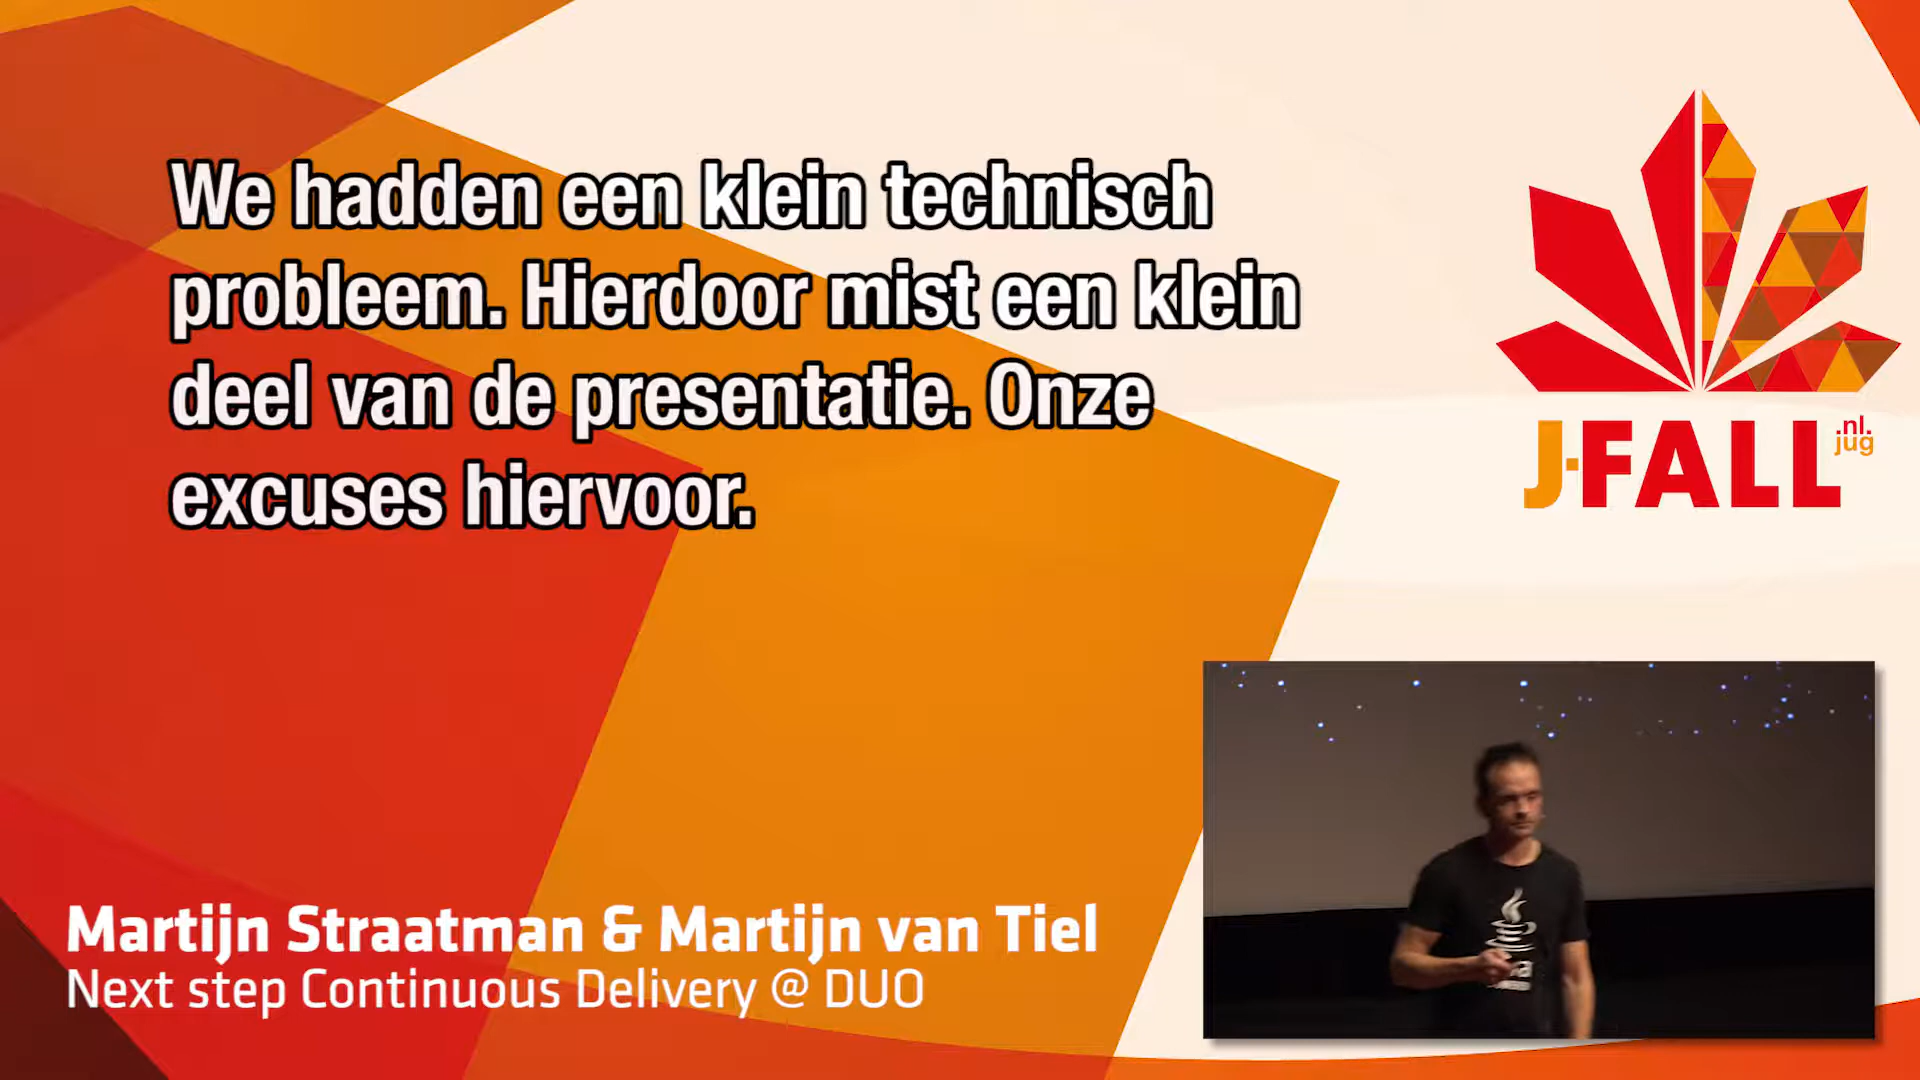 We hadden een klein technisch
probleem. Hierdoor mist een klein
deel van de presentatie. Onze
excuses hiervoor.
J-FALL
.nl.
jug
Martijn Straatman & Martijn van Tiel
Next step Continuous Delivery @ DUO